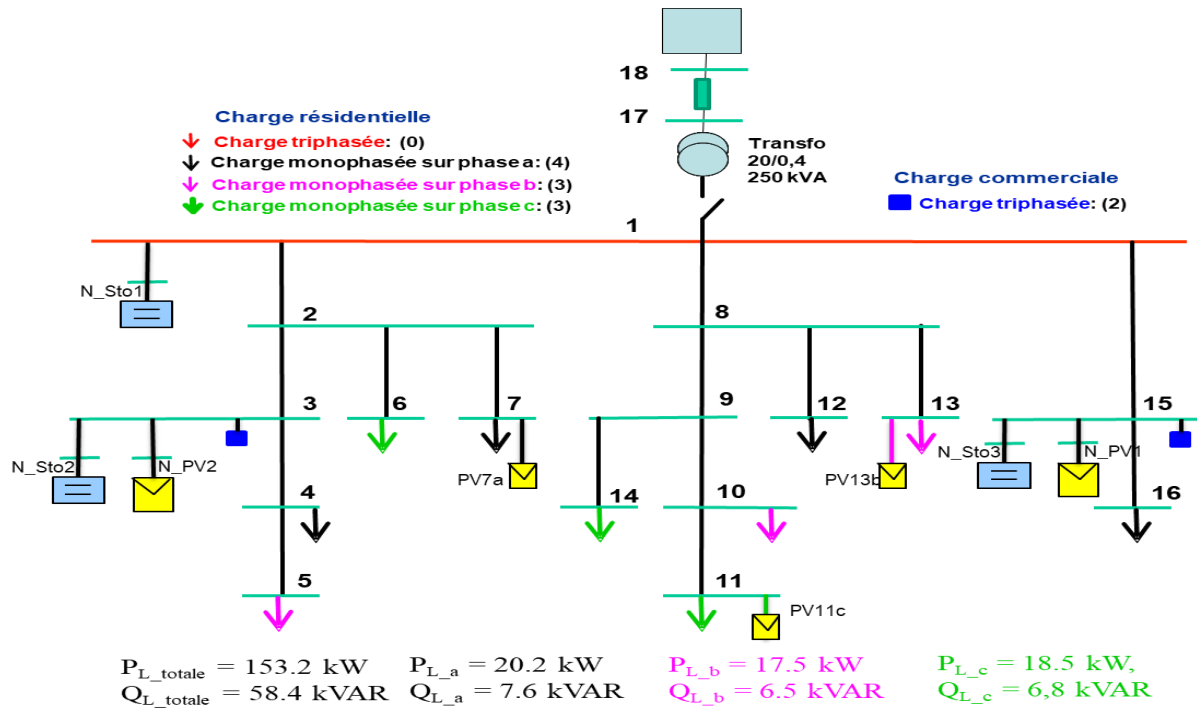 18
17
Charge résidentielle
Charge triphasée: (0)
Charge monophasée sur phase a: (4)
Charge monophasée sur phase b: (3)
Charge monophasée sur phase c: (3)
Transfo
20/0,4
250 kVA
Charge commerciale
Charge triphasée: (2)
1
N_Sto1
2
8
3
6
7
9
12
13
15
N_Sto2
N_PV2
PV7a
PV13b
N_Sto3
N_PV1
4
14
10
16
5
11
PV11c
P_L_totale = 153.2 kW
Q_L_totale = 58.4 kVAR
P_L_a = 20.2 kW
Q_L_a = 7.6 kVAR
P_L_b = 17.5 kW
Q_L_b = 6.5 kVAR
P_L_c = 18.5 kW,
Q_L_c = 6,8 kVAR